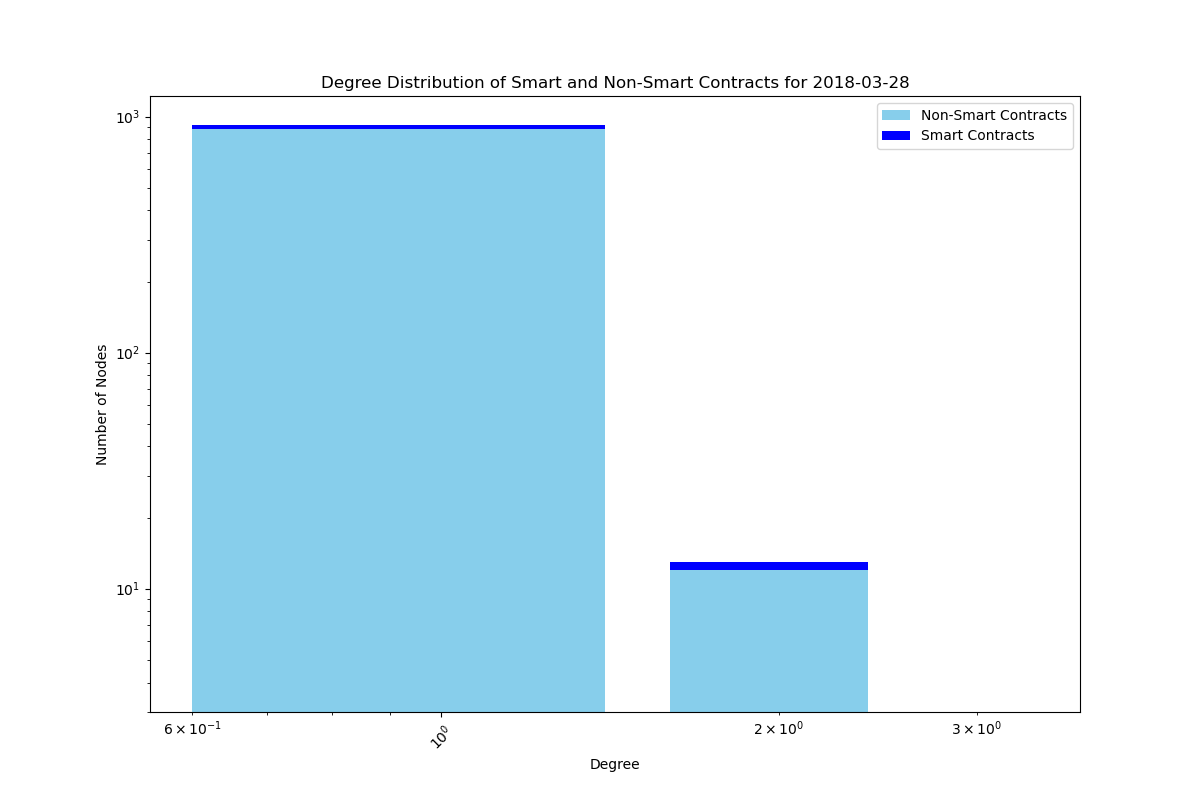 Degree Distribution of Smart and Non-Smart Contracts for 2018-03-28
Non-Smart Contracts
Smart Contracts
10³
10²
10¹
Number of Nodes
6 × 10⁻¹
10⁰
2 × 10⁰
3 × 10⁰
Degree